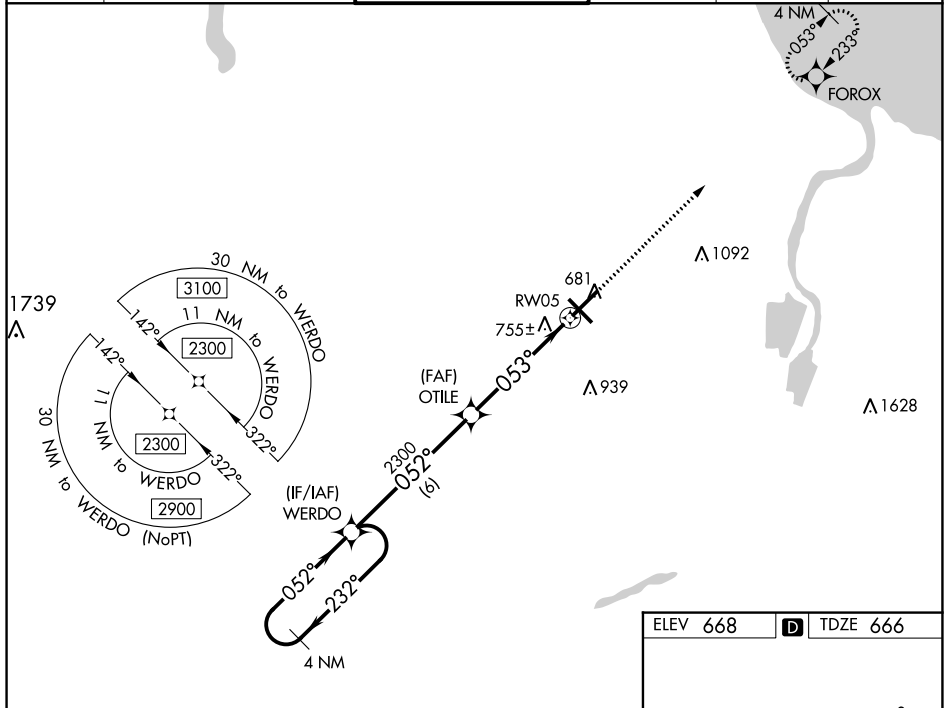 4 NM
053°
233°
FOROX
1092
681
RW05
755±
053°
939
1628
(FAF)
OTILE
2300
052°
(6)
(IF/IAF)
WERDO
052°
232°
4 NM
1739
30 NM to WERDO
3100
142°
11 NM to WERDO
2300
322°
142°
11 NM to WERDO
2300
322°
2900
30 NM to WERDO (NoPT)
ELEV 668 D TDZE 666